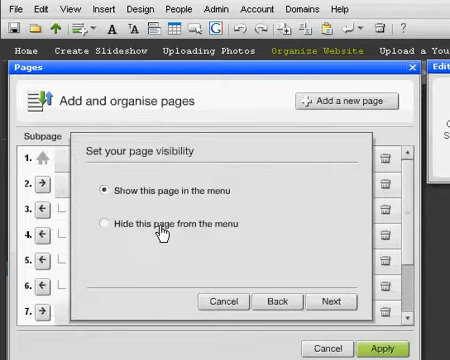 File Edit View Insert Design People Admin Account Domains Help
Home Create Slideshow Uploading Photos Organize Website Upload a You
Pages
Edit
Add and organise pages
Add a new page
Subpage
Set your page visibility
1.
2.
Show this page in the menu
3.
Hide this page from the menu
4.
5.
6.
Cancel Back Next
7.
Cancel Apply